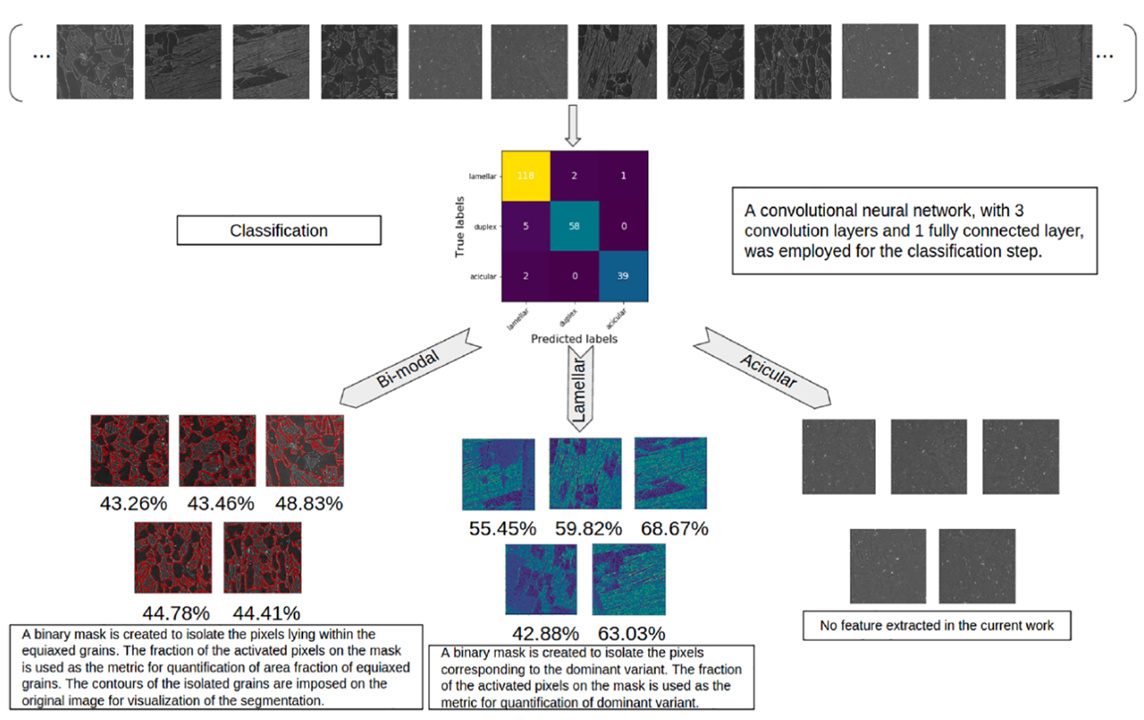 ...
...
lamellar
118
2
1
duplex
5
58
0
acicular
2
0
39
True labels
lamellar
duplex
acicular
Predicted labels
Classification
A convolutional neural network, with 3
convolution layers and 1 fully connected layer,
was employed for the classification step.
Bi-modal
Lamellar
Acicular
43.26%
43.46%
48.83%
44.78%
44.41%
A binary mask is created to isolate the pixels lying within the
equiaxed grains. The fraction of the activated pixels on the mask
is used as the metric for quantification of area fraction of equiaxed
grains. The contours of the isolated grains are imposed on the
original image for visualization of the segmentation.
55.45%
59.82%
68.67%
42.88%
63.03%
A binary mask is created to isolate the pixels
corresponding to the dominant variant. The fraction
of the activated pixels on the mask is used as the
metric for quantification of dominant variant.
No feature extracted in the current work